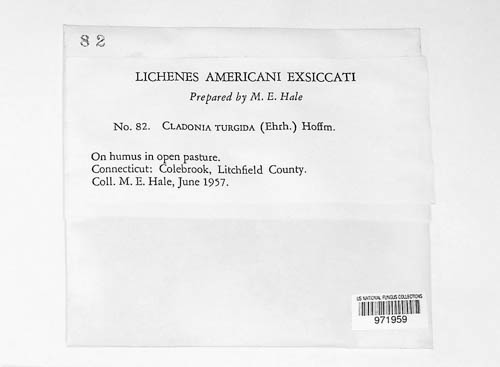 82
LICHENES AMERICANI EXSICCATI
Prepared by M. E. Hale
No. 82. CLADONIA TURGIDA (Ehrh.) Hoffm.
On humus in open pasture.
Connecticut: Colebrook, Litchfield County.
Coll. M. E. Hale, June 1957.
US NATIONAL FUNGUS COLLECTIONS
971959